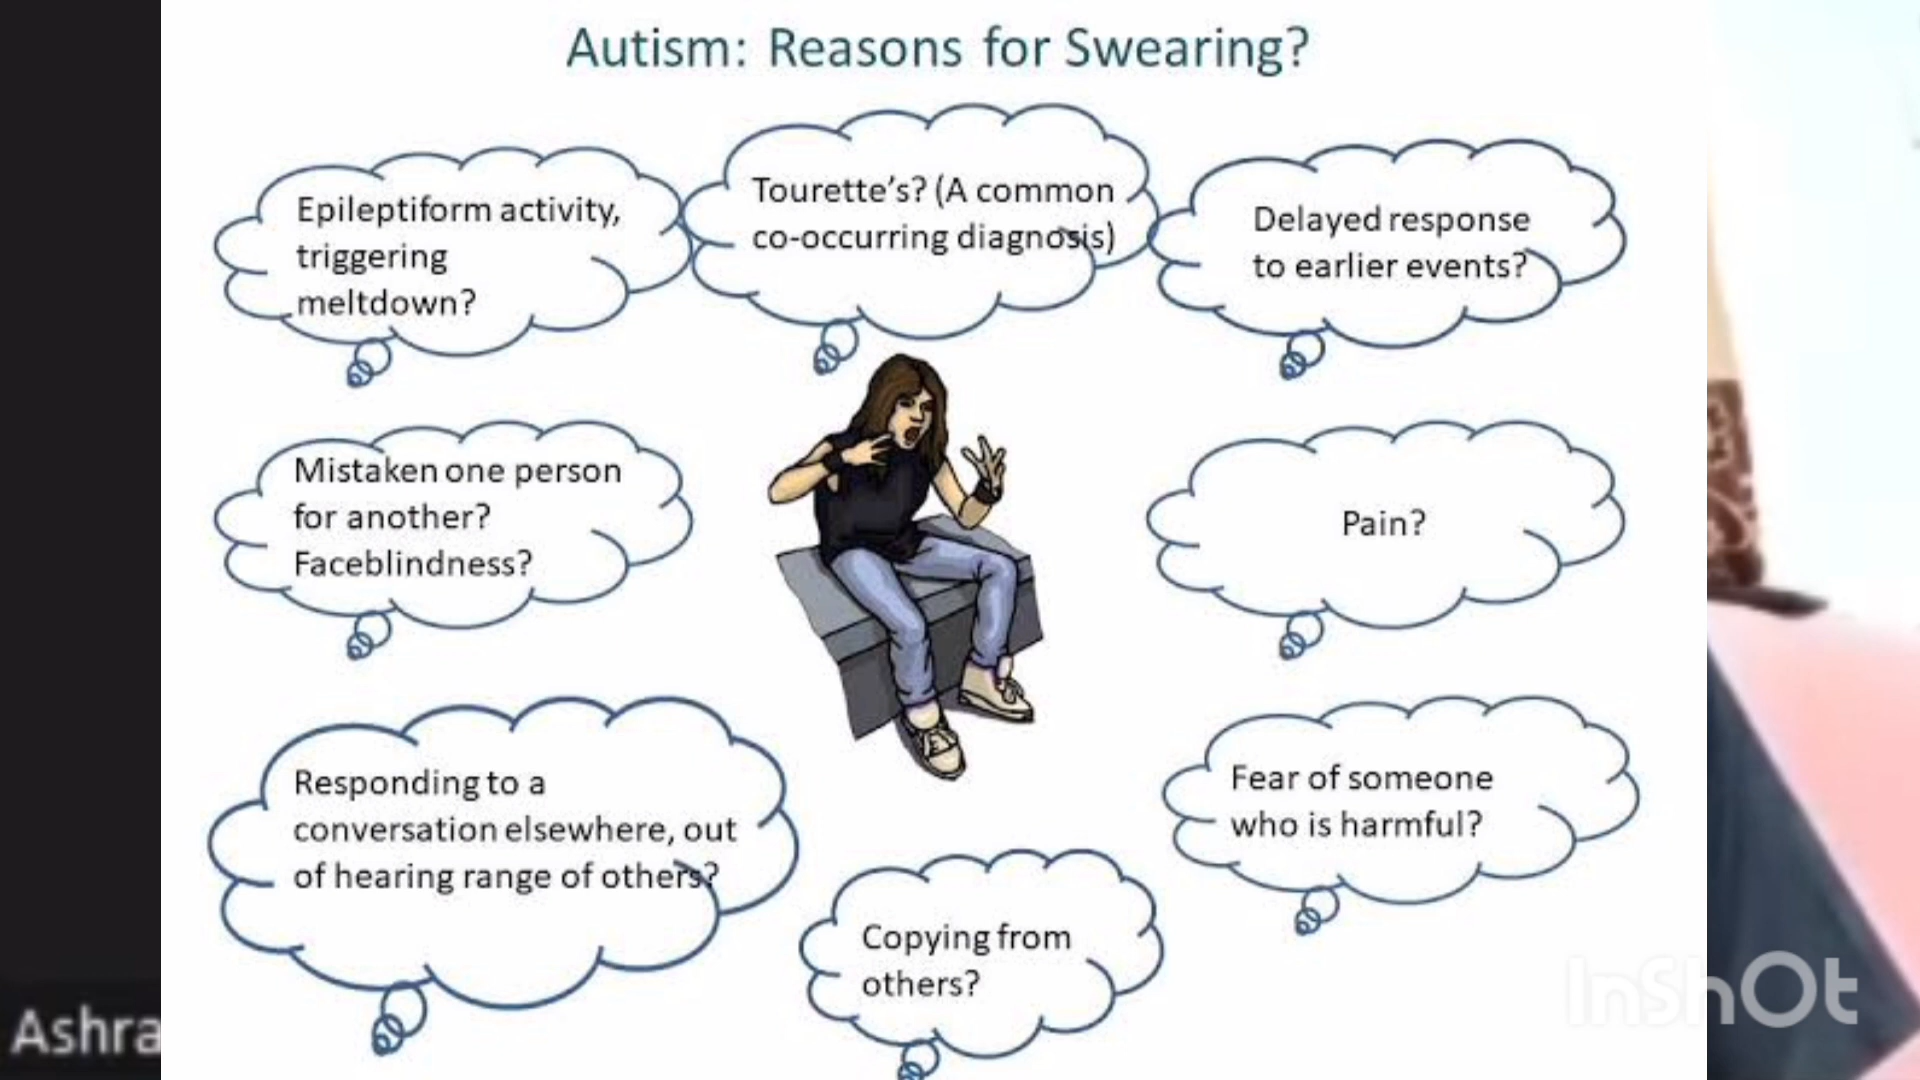 Autism: Reasons for Swearing?
Epileptiform activity,
triggering
meltdown?
Tourette's? (A common
co-occurring diagnosis)
Delayed response
to earlier events?
Mistaken one person
for another?
Faceblindness?
Pain?
Responding to a
conversation elsewhere, out
of hearing range of others?
Fear of someone
who is harmful?
Copying from
others?
Ashra
InShOt